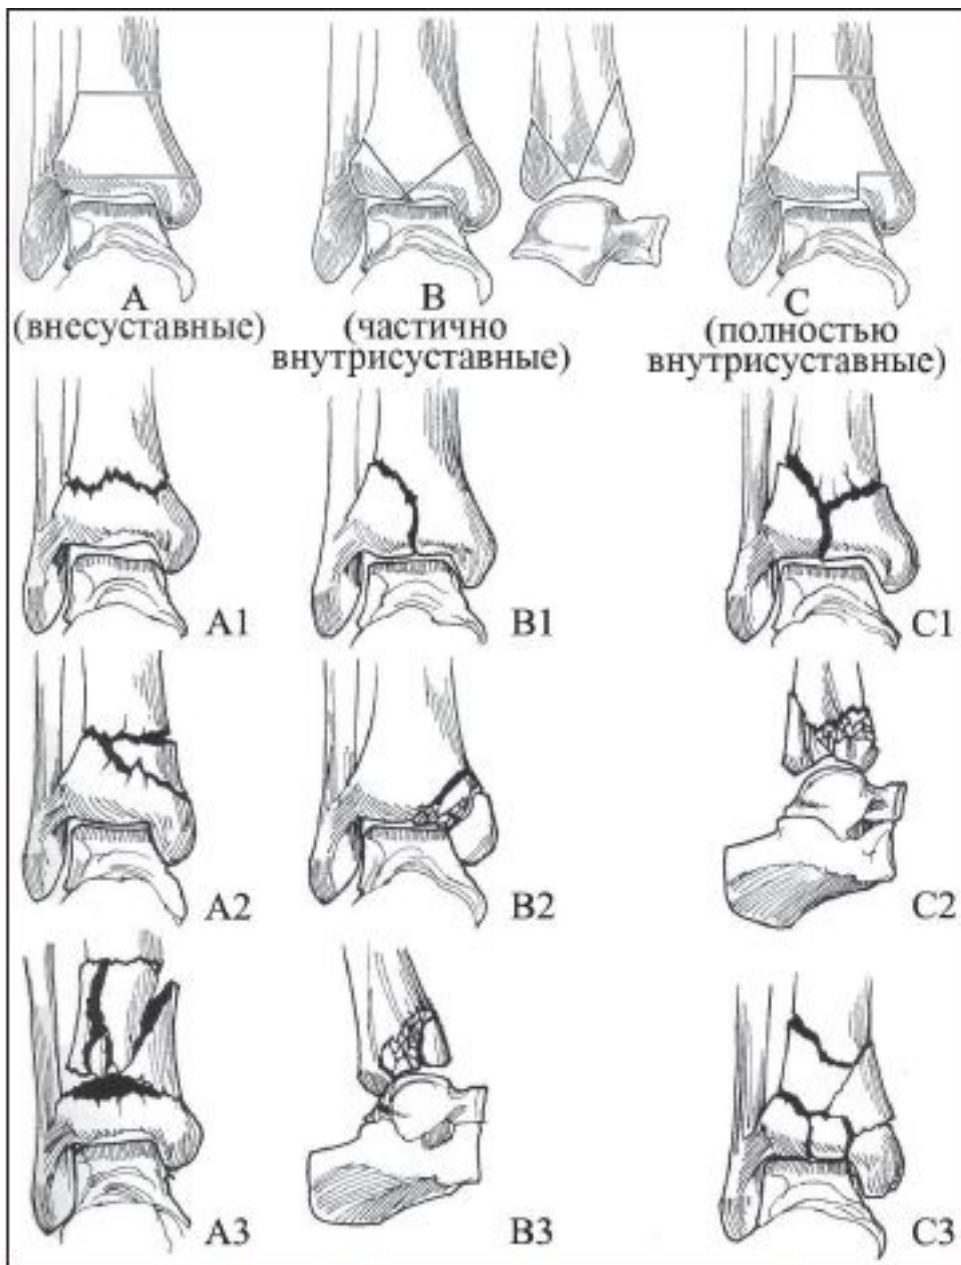 A
(внесуставные)
B
(частично
внутрисуставные)
C
(полностью
внутрисуставные)
A1
B1
C1
A2
B2
C2
A3
B3
C3